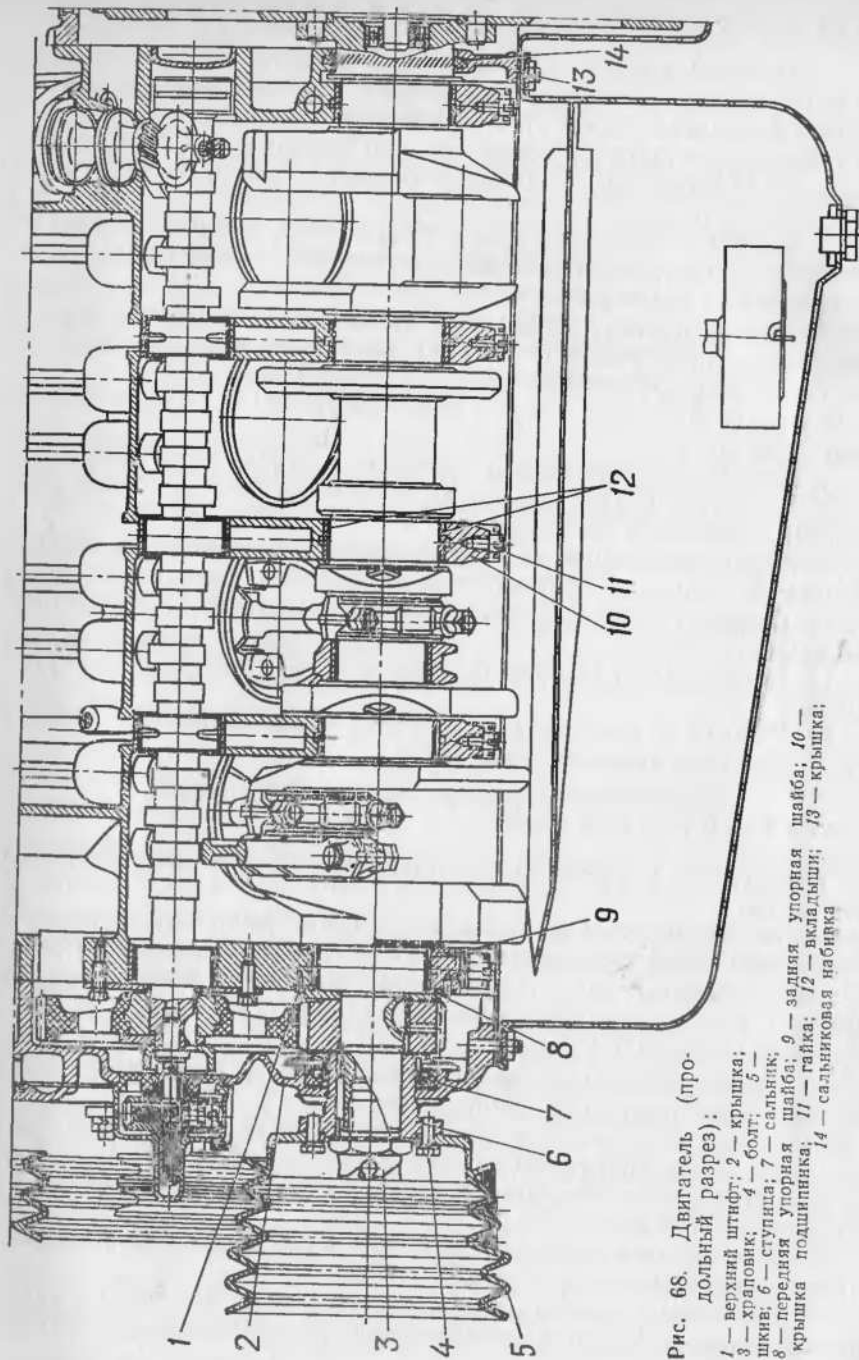 1
2
3
4
5
6
7
8
9
10
11
12
13
14
Рис. 68. Двигатель (про-
дольный разрез):
1 — верхний штифт; 2 — крышка;
3 — храповик; 4 — болт; 5 —
шкив; 6 — ступица; 7 — сальник;
8 — передняя упорная шайба; 9 — задняя упорная шайба; 10 —
крышка подшипника; 11 — гайка; 12 — вкладыши; 13 — крышка;
14 — сальниковая набивка